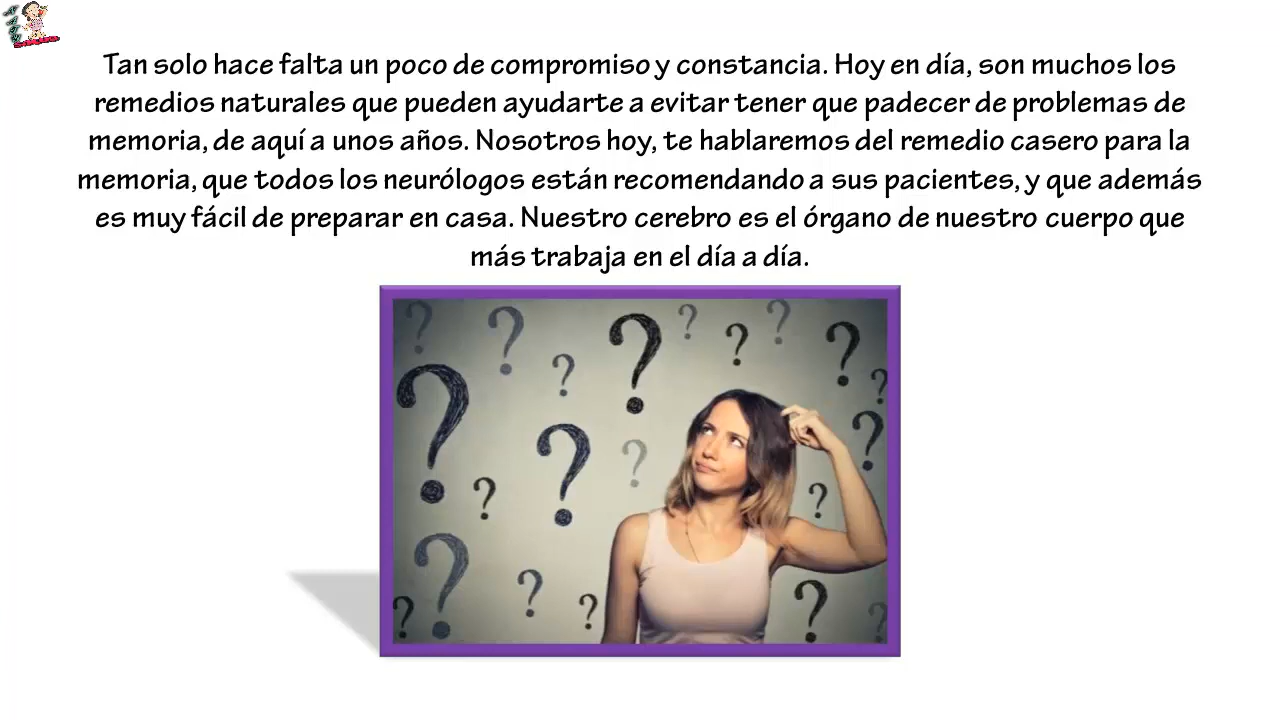 Tan solo hace falta un poco de compromiso y constancia. Hoy en día, son muchos los
remedios naturales que pueden ayudarte a evitar tener que padecer de problemas de
memoria, de aquí a unos años. Nosotros hoy, te hablaremos del remedio casero para la
memoria, que todos los neurólogos están recomendando a sus pacientes, y que además
es muy fácil de preparar en casa. Nuestro cerebro es el órgano de nuestro cuerpo que
más trabaja en el día a día.